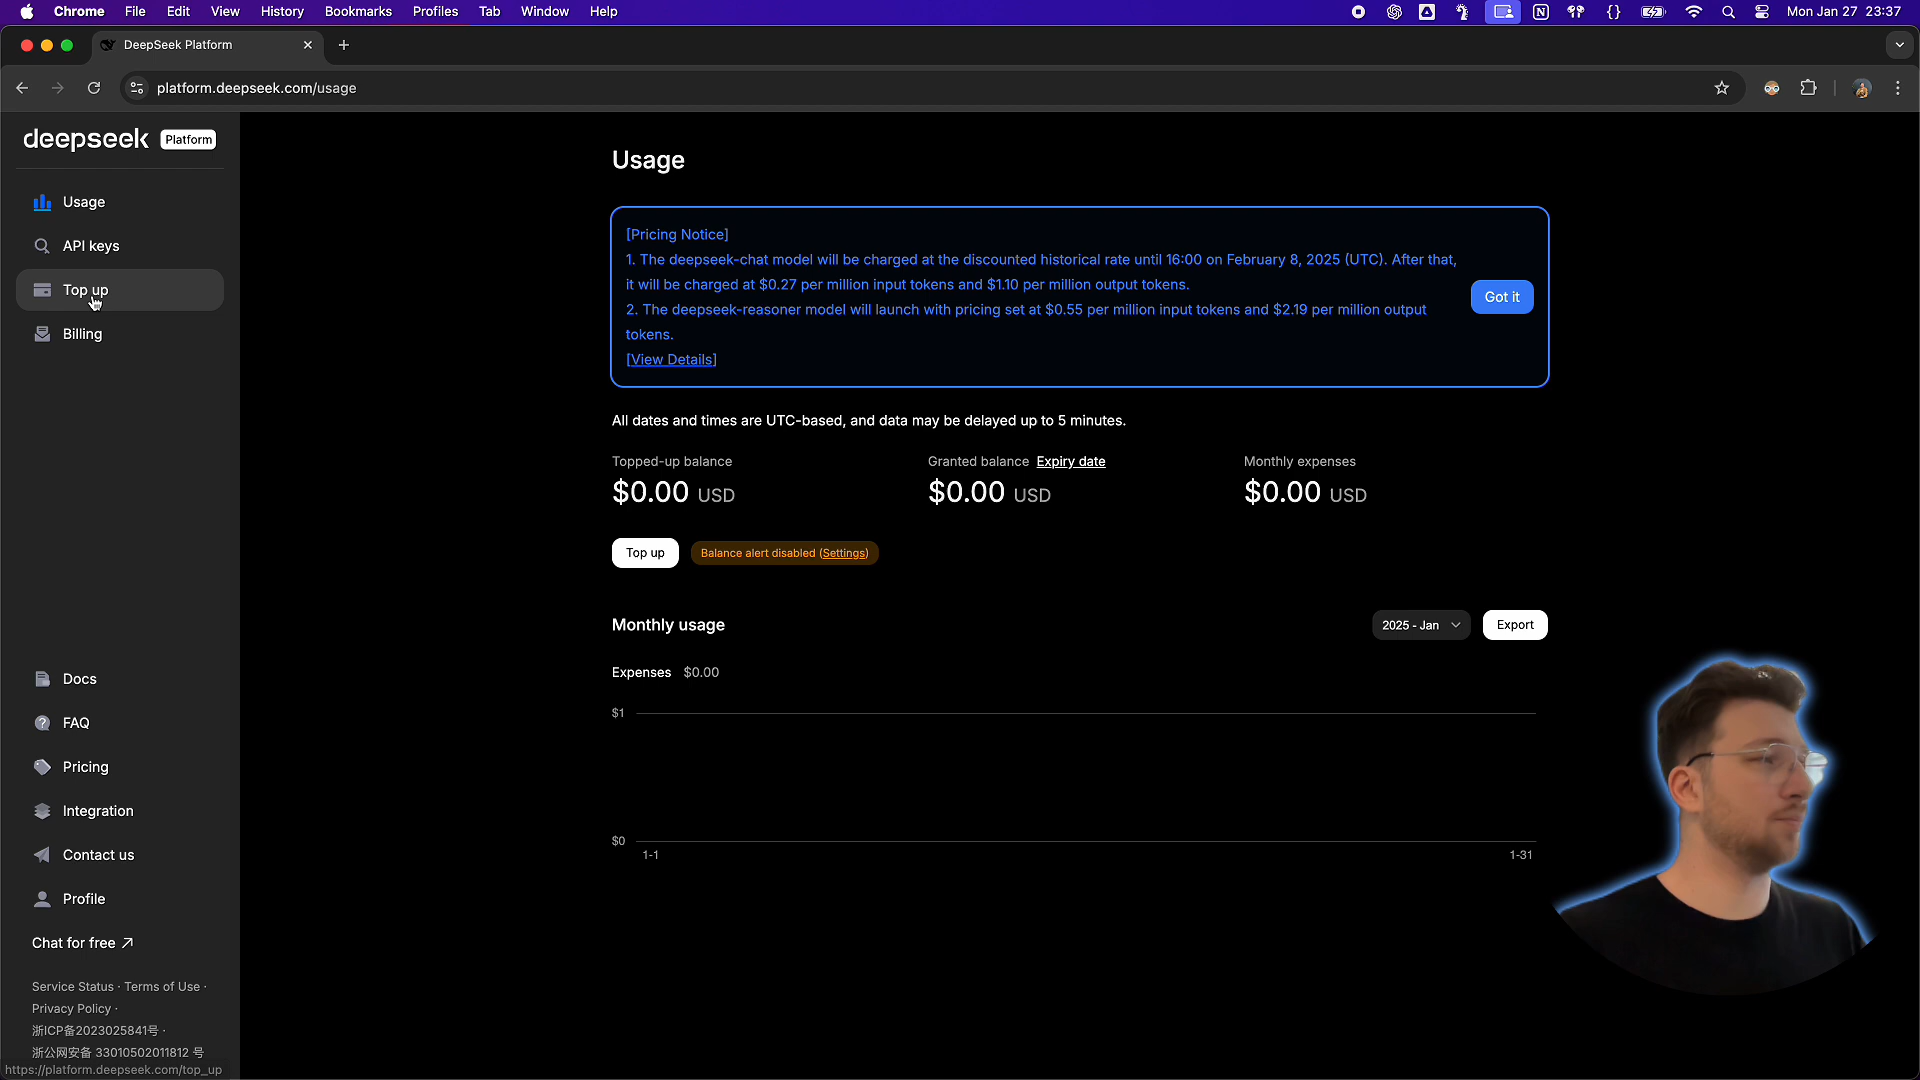 Chrome File Edit View History Bookmarks Profiles Tab Window Help Mon Jan 27 23:37
DeepSeek Platform
platform.deepseek.com/usage
deepseek Platform
Usage
API keys
Top up
Billing
Docs
FAQ
Pricing
Integration
Contact us
Profile
Chat for free
Service Status · Terms of Use ·
Privacy Policy ·
浙ICP备2023025841号 ·
浙公网安备 33010502011812 号
https://platform.deepseek.com/top_up
Usage
[Pricing Notice]
1. The deepseek-chat model will be charged at the discounted historical rate until 16:00 on February 8, 2025 (UTC). After that,
it will be charged at $0.27 per million input tokens and $1.10 per million output tokens.
2. The deepseek-reasoner model will launch with pricing set at $0.55 per million input tokens and $2.19 per million output
tokens.
[View Details]
Got it
All dates and times are UTC-based, and data may be delayed up to 5 minutes.
Topped-up balance
$0.00 USD
Granted balance Expiry date
$0.00 USD
Monthly expenses
$0.00 USD
Top up
Balance alert disabled (Settings)
Monthly usage
2025 - Jan
Export
Expenses $0.00
$1
$0
1-1
1-31